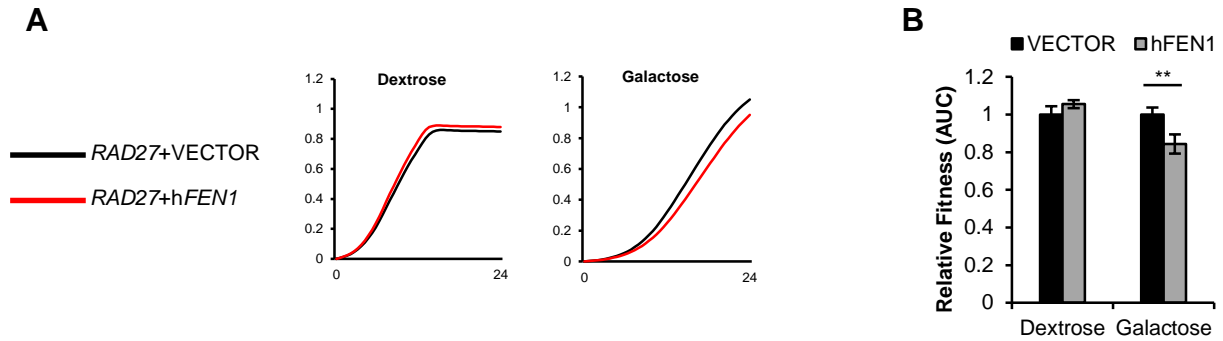 A
RAD27+VECTOR
RAD27+hFEN1
Dextrose
1.2
1
0.8
0.6
0.4
0.2
0
0
24
Galactose
1.2
1
0.8
0.6
0.4
0.2
0
0
24
B
VECTOR hFEN1
Relative Fitness (AUC)
1.2
1
0.8
0.6
0.4
0.2
0
**
Dextrose Galactose